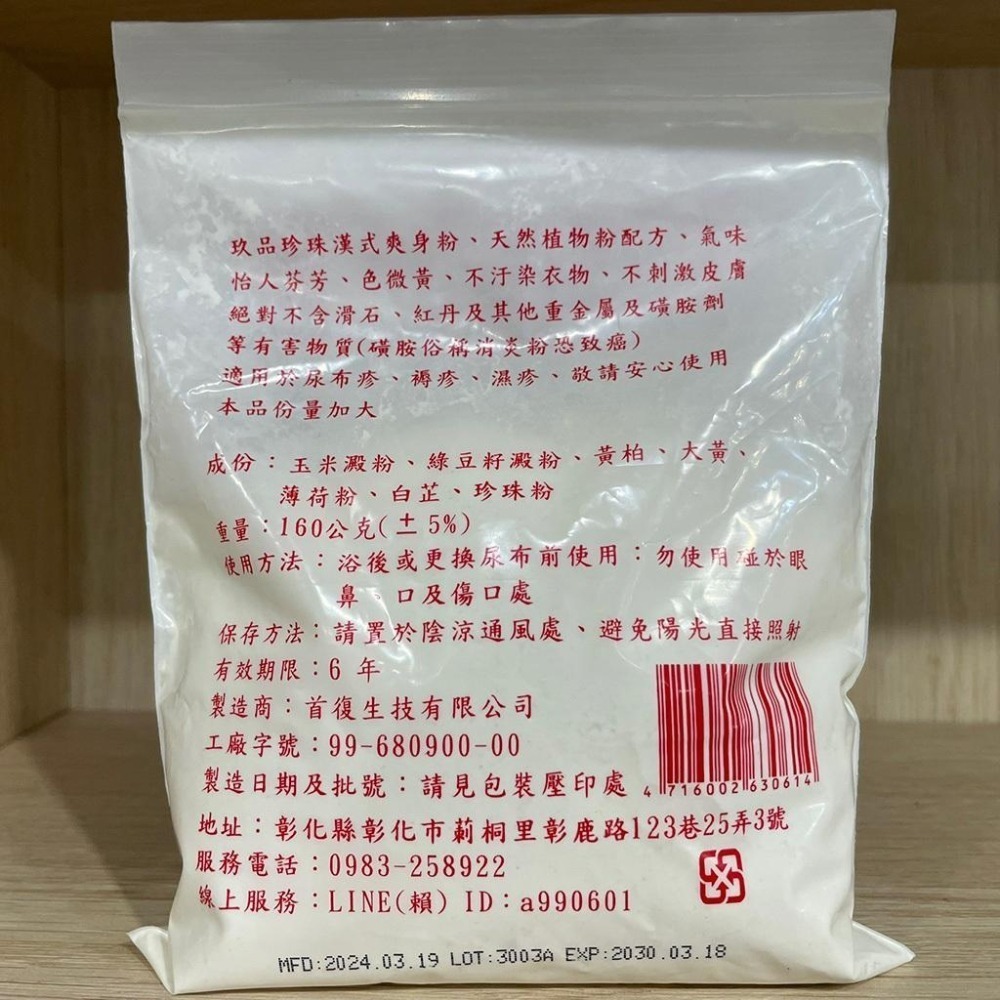 玖品珍珠漢式爽身粉、天然植物粉配方、氣味
怡人芬芳、色微黃、不汙染衣物、不刺激皮膚
絕對不含滑石、紅丹及其他重金屬及磺胺劑
等有害物質(磺胺俗稱消炎粉恐致癌)
適用於尿布疹、褥疹、濕疹、敬請安心使用
本品份量加大
成份：玉米澱粉、綠豆籽澱粉、黃柏、大黃、
薄荷粉、白芷、珍珠粉
重量：160公克(±5%)
使用方法：浴後或更換尿布前使用：勿使用碰於眼
鼻、口及傷口處
保存方法：請置於陰涼通風處、避免陽光直接照射
有效期限：6 年
製造商：首復生技有限公司
工廠字號：99-680900-00
製造日期及批號：請見包裝壓印處
4 716002 630614
地址：彰化縣彰化市莿桐里彰鹿路123巷25弄3號
服務電話：0983-258922
線上服務：LINE(賴) ID：a990601
MFD:2024.03.19 LOT:3003A EXP:2030.03.18